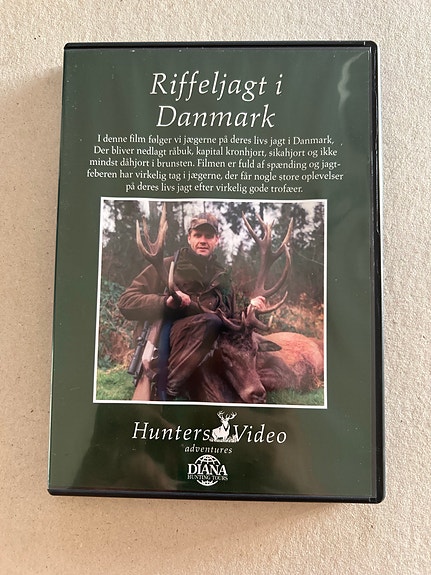 Riffeljagt i
Danmark
I denne film følger vi jægerne på deres livs jagt i Danmark,
Der bliver nedlagt råbuk, kapital kronhjort, sikahjort og ikke
mindst dåhjort i brunsten. Filmen er fuld af spænding og jagt-
feberen har virkelig tag i jægerne, der får nogle store oplevelser
på deres livs jagt efter virkelig gode trofæer.
Hunters Video
adventures
DIANA
HUNTING TOURS